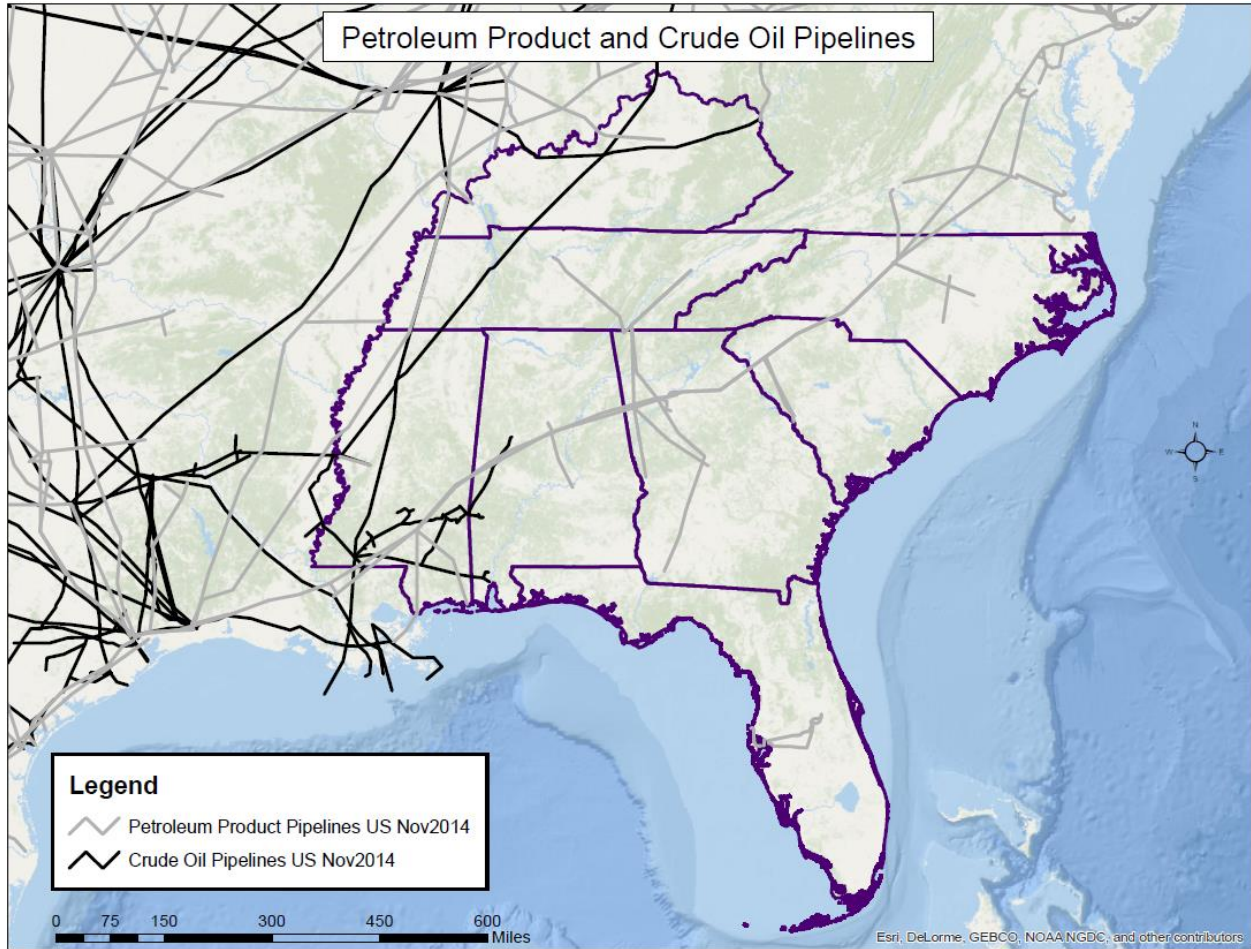 Petroleum Product and Crude Oil Pipelines
N
W
E
S
Legend
Petroleum Product Pipelines US Nov2014
Crude Oil Pipelines US Nov2014
0 75 150 300 450 600
Miles
Esri, DeLorme, GEBCO, NOAA NGDC, and other contributors